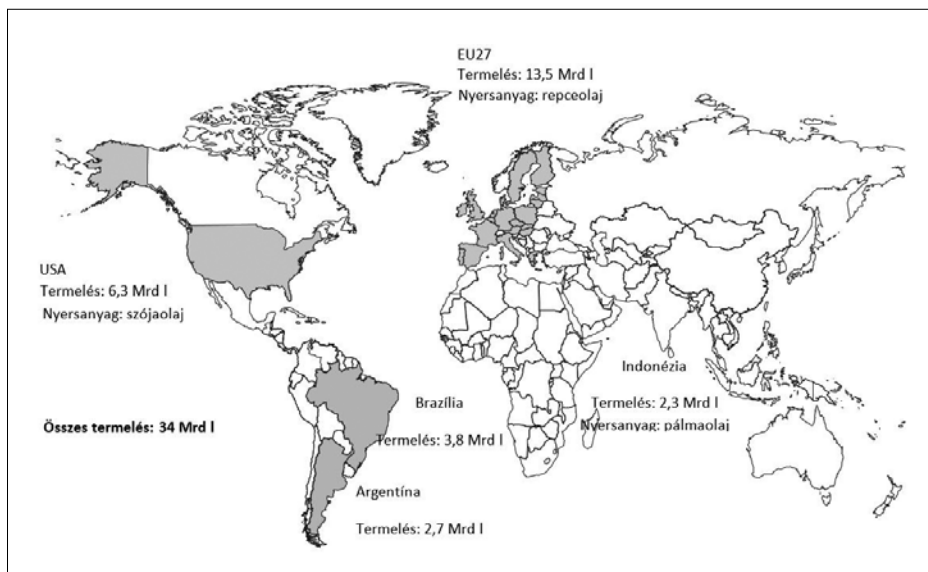 EU27
Termelés: 13,5 Mrd l
Nyersanyag: repceolaj
USA
Termelés: 6,3 Mrd l
Nyersanyag: szójaolaj
Indonézia
Termelés: 2,3 Mrd l
Nyersanyag: pálmaolaj
Brazília
Termelés: 3,8 Mrd l
Összes termelés: 34 Mrd l
Argentína
Termelés: 2,7 Mrd l